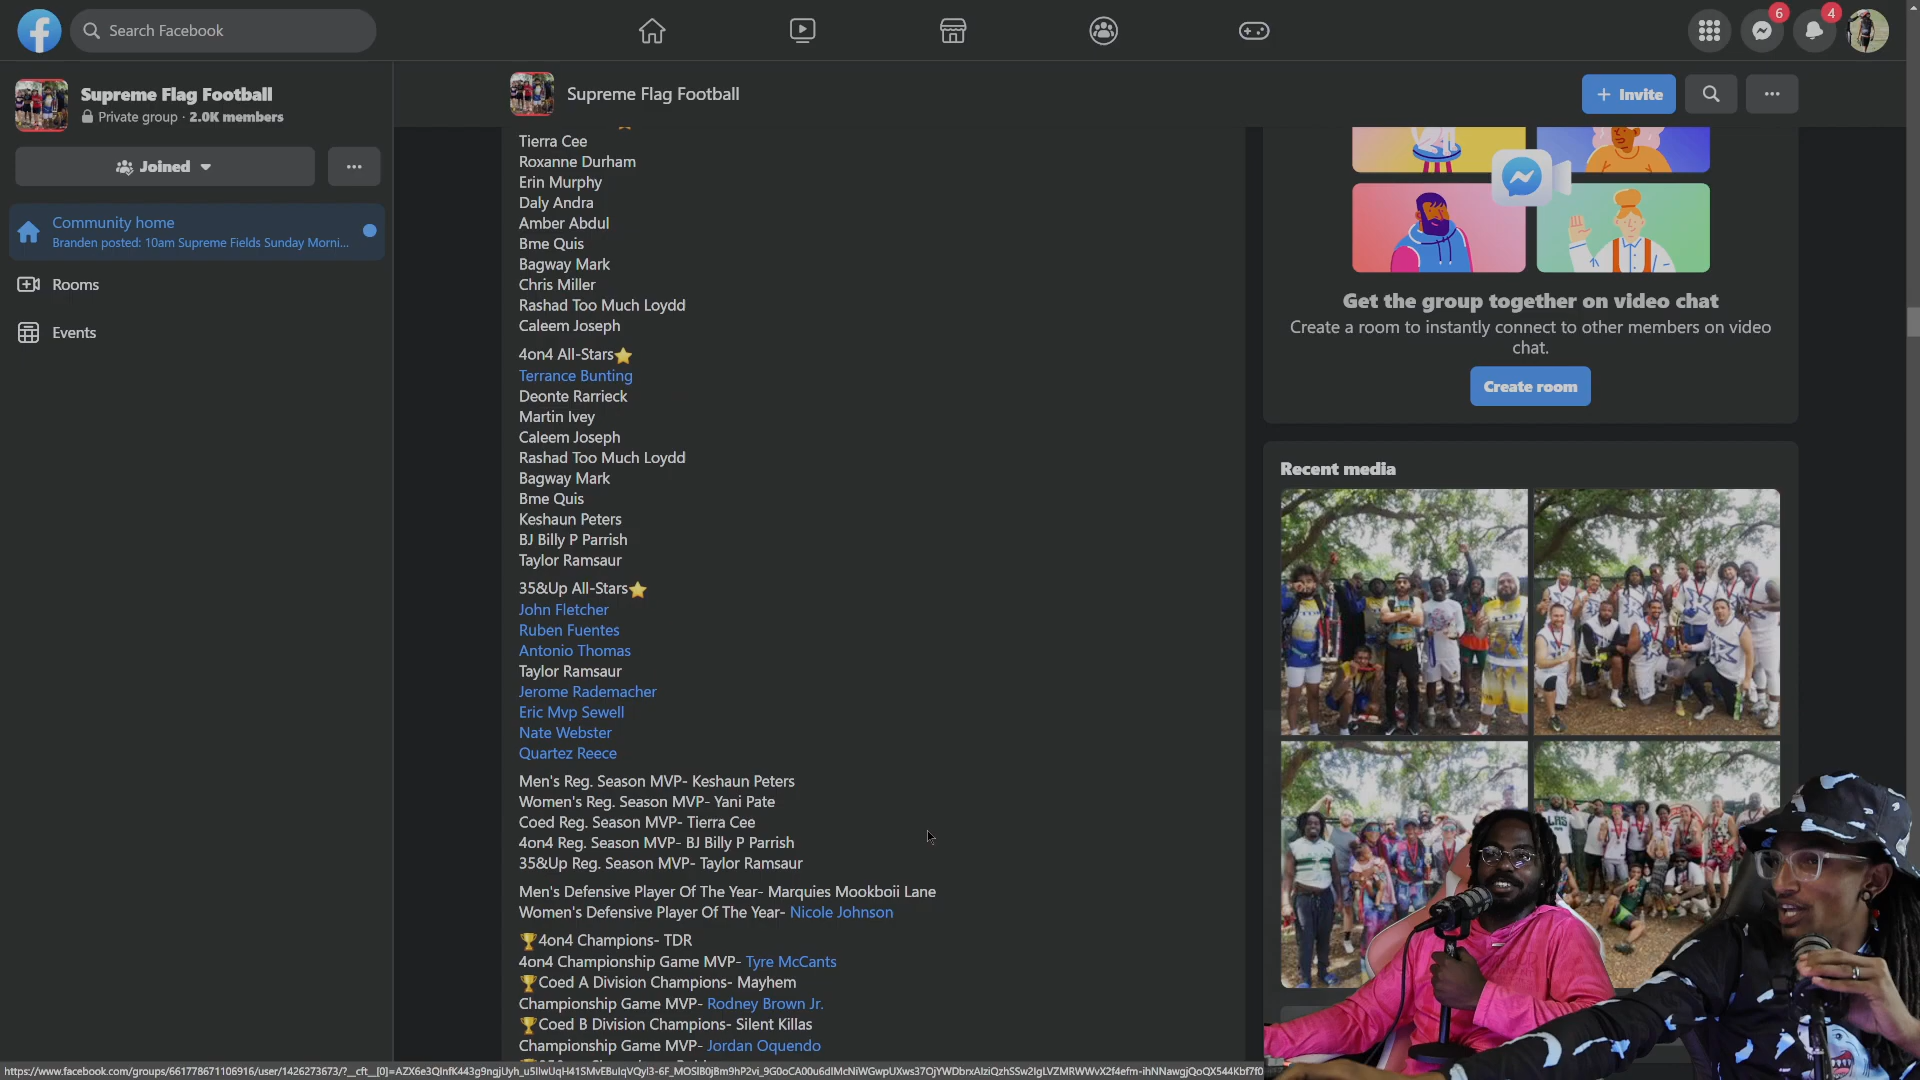 Search Facebook
6
4
Supreme Flag Football
Private group · 2.0K members
Joined
Community home
Branden posted: 10am Supreme Fields Sunday Morni...
Rooms
Events
Supreme Flag Football
+ Invite
Tierra Cee
Roxanne Durham
Erin Murphy
Daly Andra
Amber Abdul
Bme Quis
Bagway Mark
Chris Miller
Rashad Too Much Loydd
Caleem Joseph
4on4 All-Stars⭐
Terrance Bunting
Deonte Rarrieck
Martin Ivey
Caleem Joseph
Rashad Too Much Loydd
Bagway Mark
Bme Quis
Keshaun Peters
BJ Billy P Parrish
Taylor Ramsaur
35&Up All-Stars⭐
John Fletcher
Ruben Fuentes
Antonio Thomas
Taylor Ramsaur
Jerome Rademacher
Eric Mvp Sewell
Nate Webster
Quartez Reece
Men's Reg. Season MVP- Keshaun Peters
Women's Reg. Season MVP- Yani Pate
Coed Reg. Season MVP- Tierra Cee
4on4 Reg. Season MVP- BJ Billy P Parrish
35&Up Reg. Season MVP- Taylor Ramsaur
Men's Defensive Player Of The Year- Marquies Mookboii Lane
Women's Defensive Player Of The Year- Nicole Johnson
🏆4on4 Champions- TDR
4on4 Championship Game MVP- Tyre McCants
🏆Coed A Division Champions- Mayhem
Championship Game MVP- Rodney Brown Jr.
🏆Coed B Division Champions- Silent Killas
Championship Game MVP- Jordan Oquendo
Get the group together on video chat
Create a room to instantly connect to other members on video
chat.
Create room
Recent media